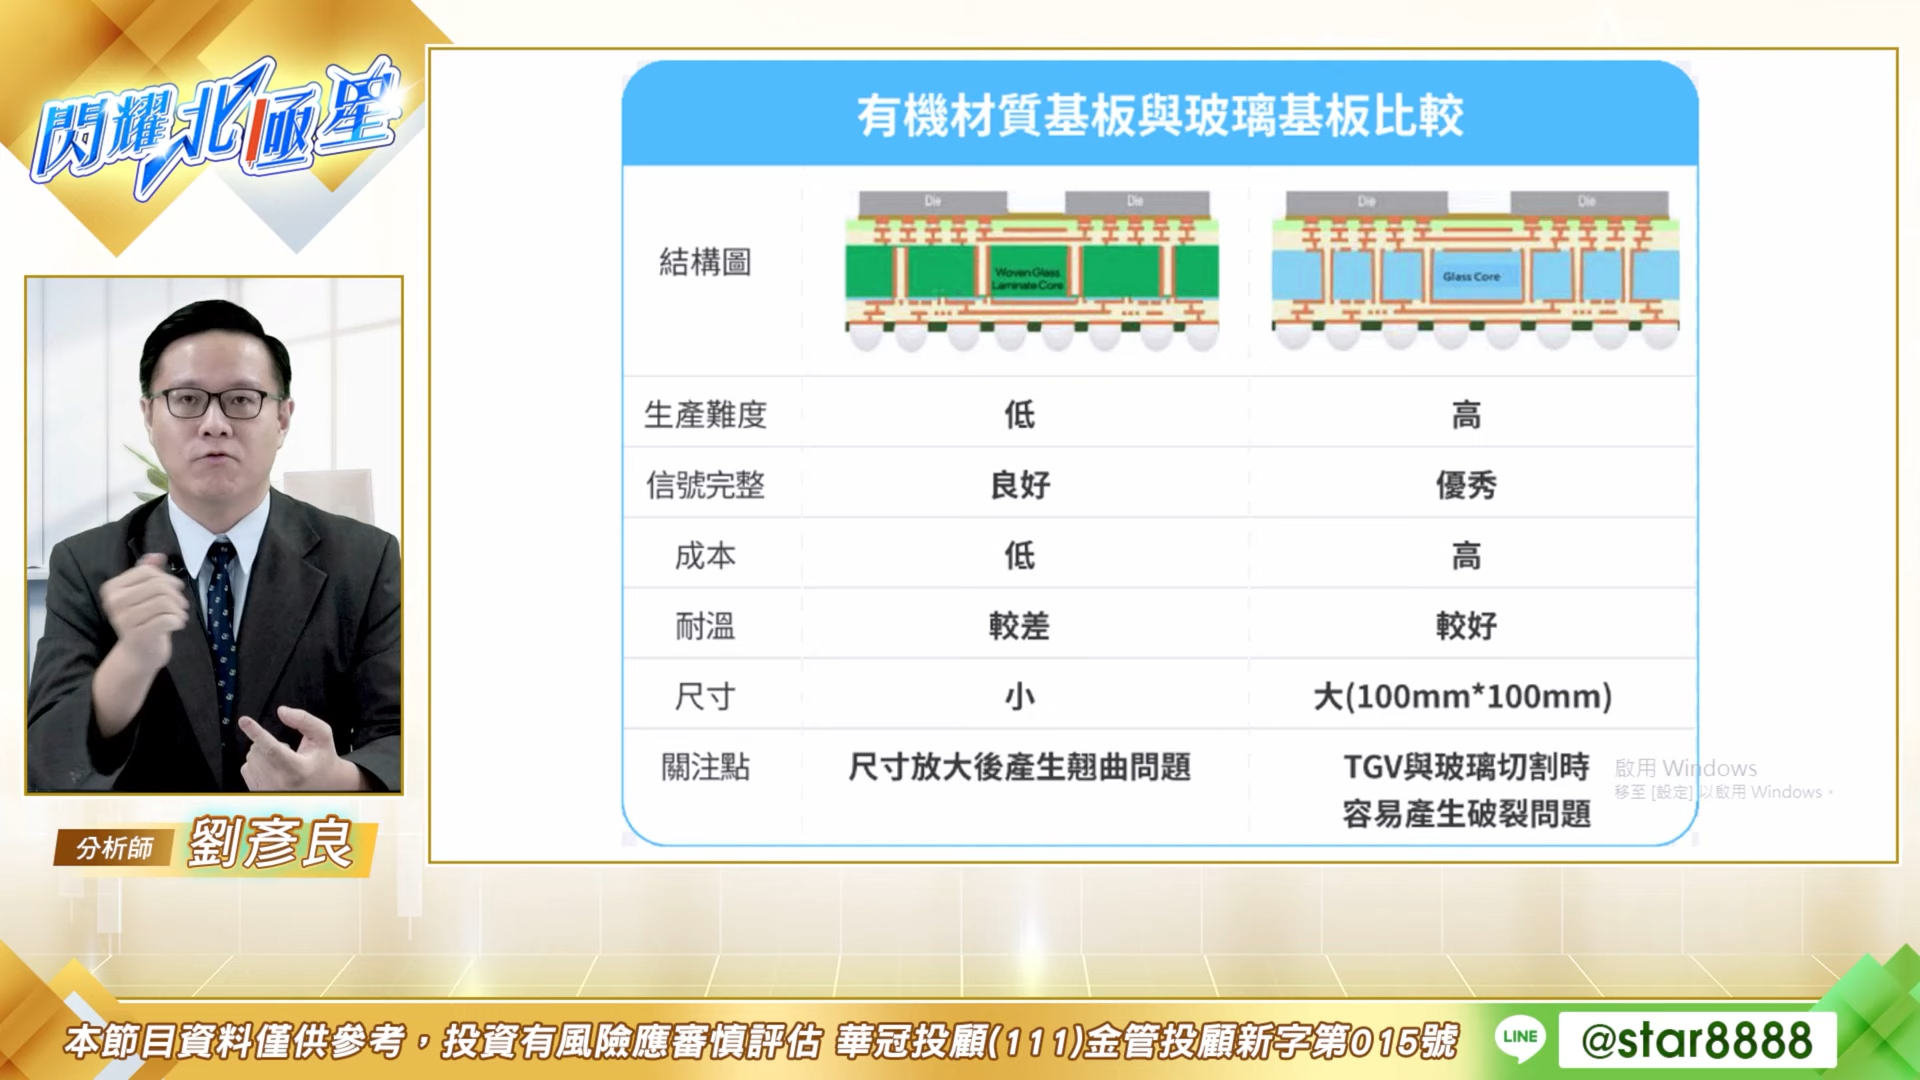 閃耀北極星
有機材質基板與玻璃基板比較
結構圖
Die Die
Woven Glass
Laminate Core
Die Die
Glass Core
生產難度 低 高
信號完整 良好 優秀
成本 低 高
耐溫 較差 較好
尺寸 小 大(100mm*100mm)
關注點 尺寸放大後產生翹曲問題 TGV與玻璃切割時
容易產生破裂問題
啟用 Windows
移至 [設定] 以啟用 Windows。
分析師 劉彥良
本節目資料僅供參考，投資有風險應審慎評估 華冠投顧(111)金管投顧新字第015號
LINE @star8888